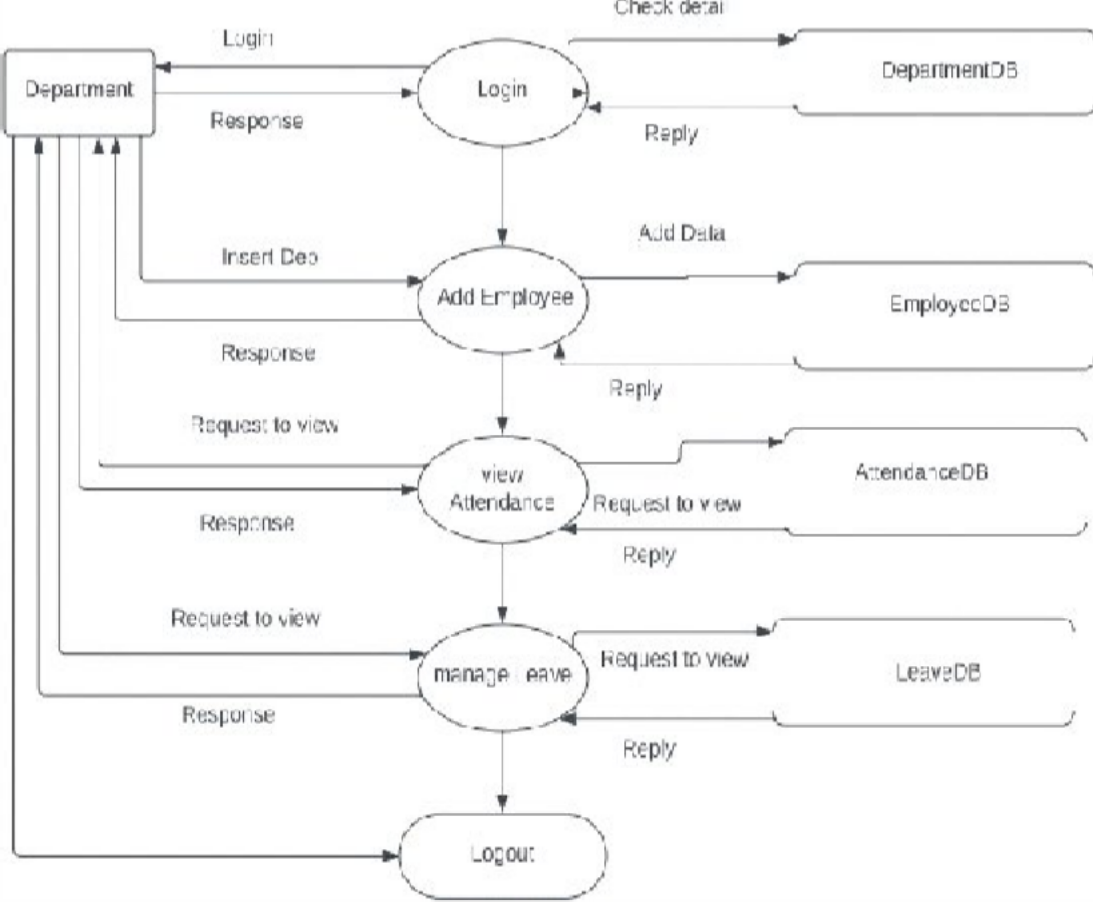 Check detail
Login
Department
Login
DepartmentDB
Response
Reply
Add Data
Insert Dep
Add Employee
EmployeeDB
Response
Reply
Request to view
view
Attendance
AttendanceDB
Request to view
Response
Reply
Request to view
Request to view
manage Leave
LeaveDB
Response
Reply
Logout